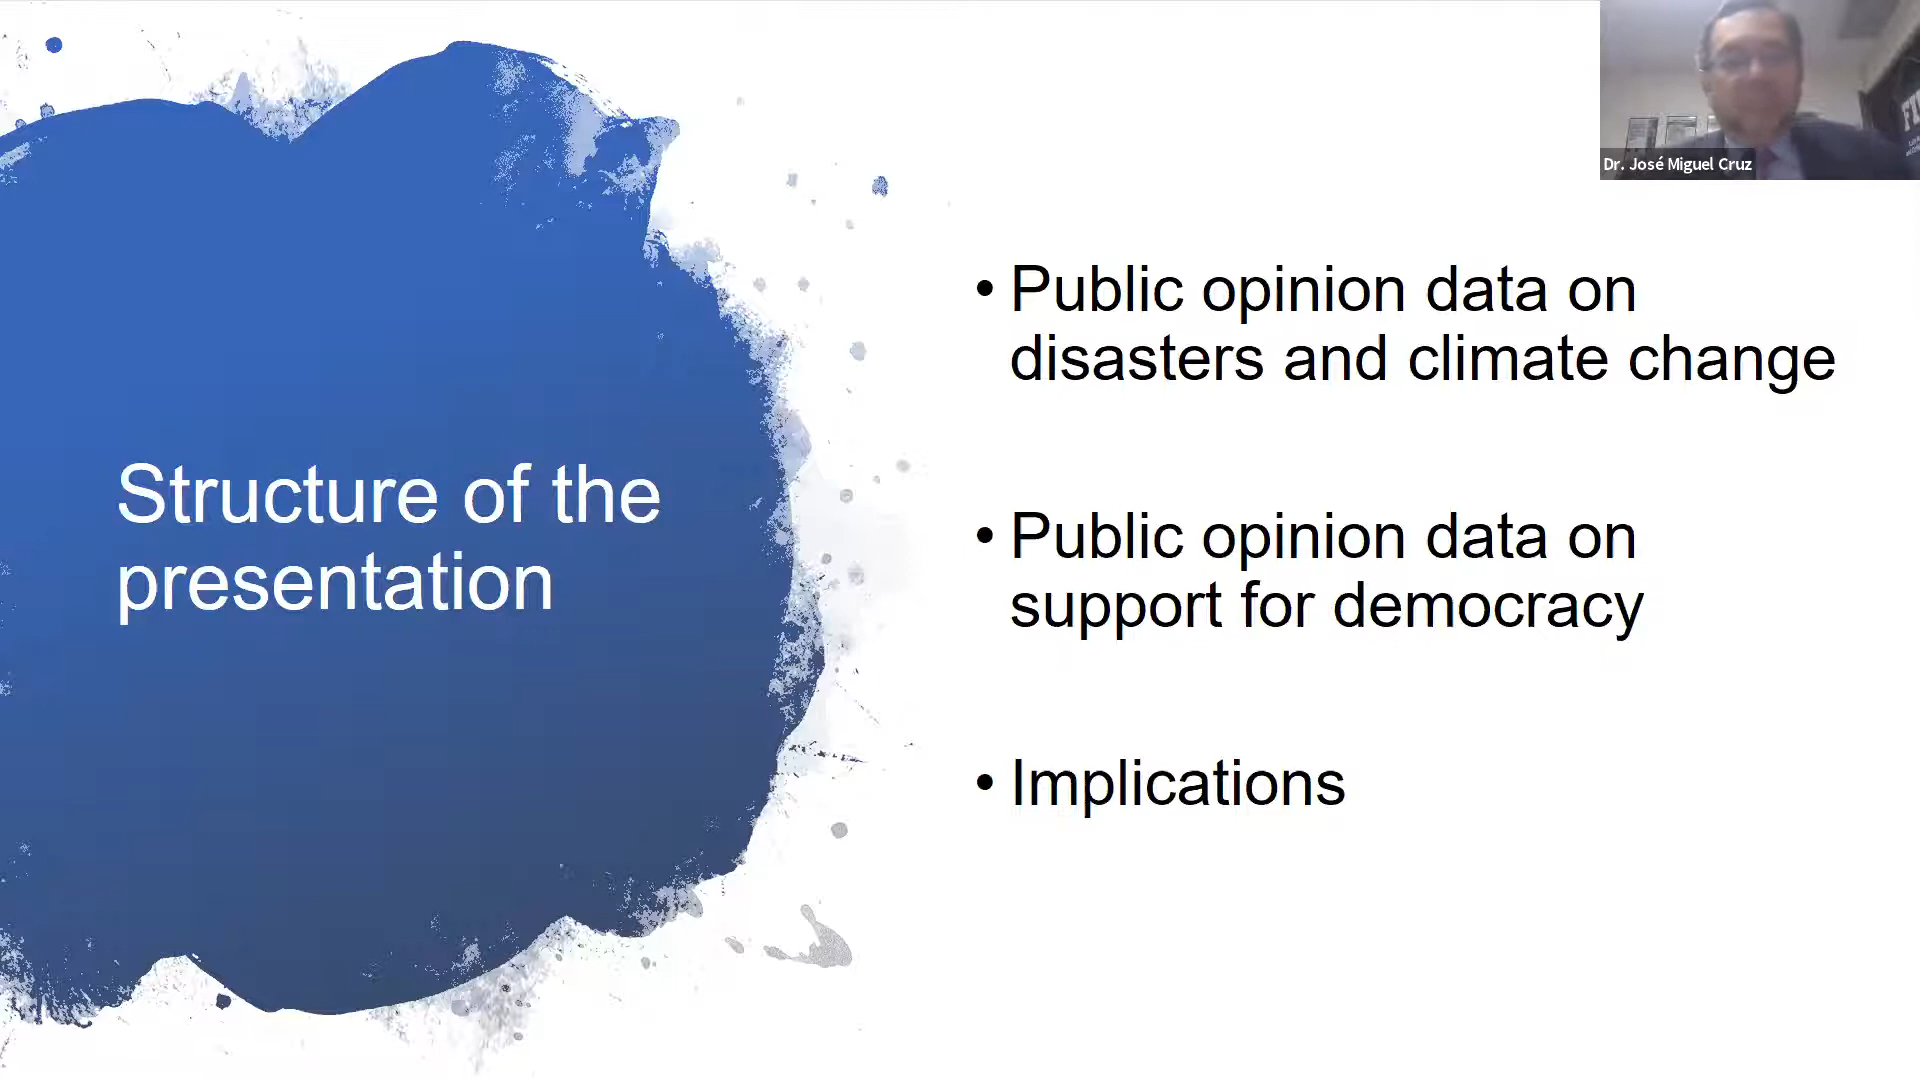 Dr. José Miguel Cruz
Structure of the
presentation
• Public opinion data on
disasters and climate change
• Public opinion data on
support for democracy
• Implications